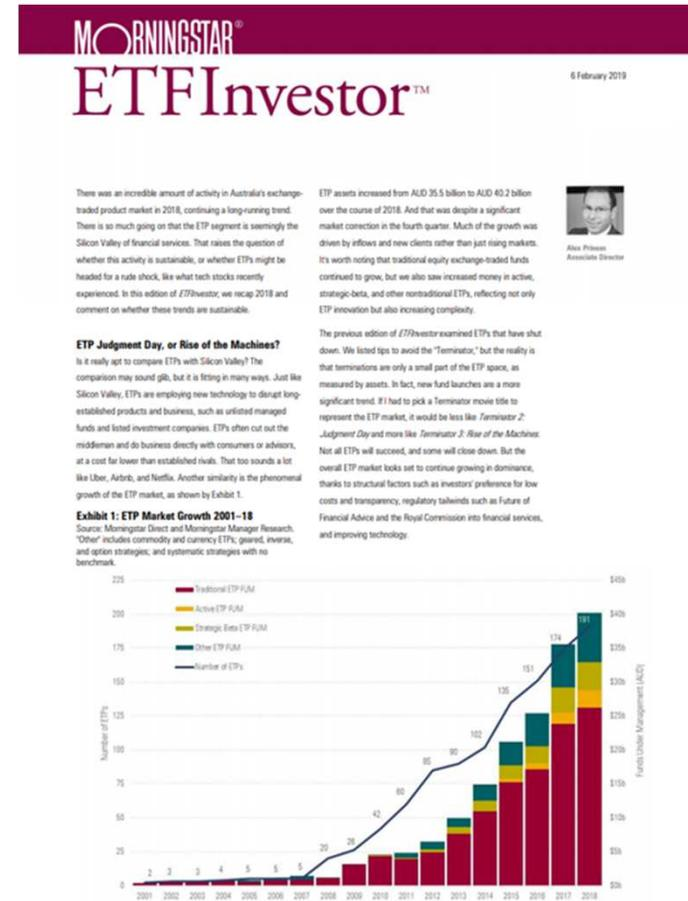 MORNINGSTAR®
ETFInvestor™
6 February 2019
There was an incredible amount of activity in Australia's exchange-
traded product market in 2018, continuing a long-running trend.
There is so much going on that the ETP segment is seemingly the
Silicon Valley of financial services. That raises the question of
whether this activity is sustainable, or whether ETPs might be
headed for a rude shock, like what tech stocks recently
experienced. In this edition of ETFInvestor, we recap 2018 and
comment on whether these trends are sustainable.
ETP Judgment Day, or Rise of the Machines?
Is it really apt to compare ETPs with Silicon Valley? The
comparison may sound glib, but it is fitting in many ways. Just like
Silicon Valley, ETPs are employing new technology to disrupt long-
established products and business, such as unlisted managed
funds and listed investment companies. ETPs often cut out the
middleman and do business directly with consumers or advisors,
at a cost far lower than established rivals. That too sounds a lot
like Uber, Airbnb, and Netflix. Another similarity is the phenomenal
growth of the ETP market, as shown by Exhibit 1.
ETP assets increased from AUD 35.5 billion to AUD 40.2 billion
over the course of 2018. And that was despite a significant
market correction in the fourth quarter. Much of the growth was
driven by inflows and new clients rather than just rising markets.
It's worth noting that traditional equity exchange-traded funds
continued to grow, but we also saw increased money in active,
strategic-beta, and other nontraditional ETPs, reflecting not only
ETP innovation but also increasing complexity.
The previous edition of ETFInvestor examined ETPs that have shut
down. We listed tips to avoid the "Terminator," but the reality is
that terminations are only a small part of the ETP space, as
measured by assets. In fact, new fund launches are a more
significant trend. If I had to pick a Terminator movie title to
represent the ETP market, it would be less like Terminator 2:
Judgment Day and more like Terminator 3: Rise of the Machines.
Not all ETPs will succeed, and some will close down. But the
overall ETP market looks set to continue growing in dominance,
thanks to structural factors such as investors' preference for low
costs and transparency, regulatory tailwinds such as Future of
Financial Advice and the Royal Commission into financial services,
and improving technology.
Alex Prineas
Associate Director
Exhibit 1: ETP Market Growth 2001–18
Source: Morningstar Direct and Morningstar Manager Research.
"Other" includes commodity and currency ETPs; geared, inverse,
and option strategies; and systematic strategies with no
benchmark.
Traditional ETP FUM
Active ETP FUM
Strategic Beta ETP FUM
Other ETP FUM
Number of ETPs
Number of ETPs
225
200
175
150
125
100
75
50
25
0
2 3 3 4 5 5 5 20 26 42 60 85 90 102 135 151 174 191
$45b
$40b
$35b
$30b
$25b
$20b
$15b
$10b
$5b
$0b
Funds Under Management (AUD)
2001 2002 2003 2004 2005 2006 2007 2008 2009 2010 2011 2012 2013 2014 2015 2016 2017 2018